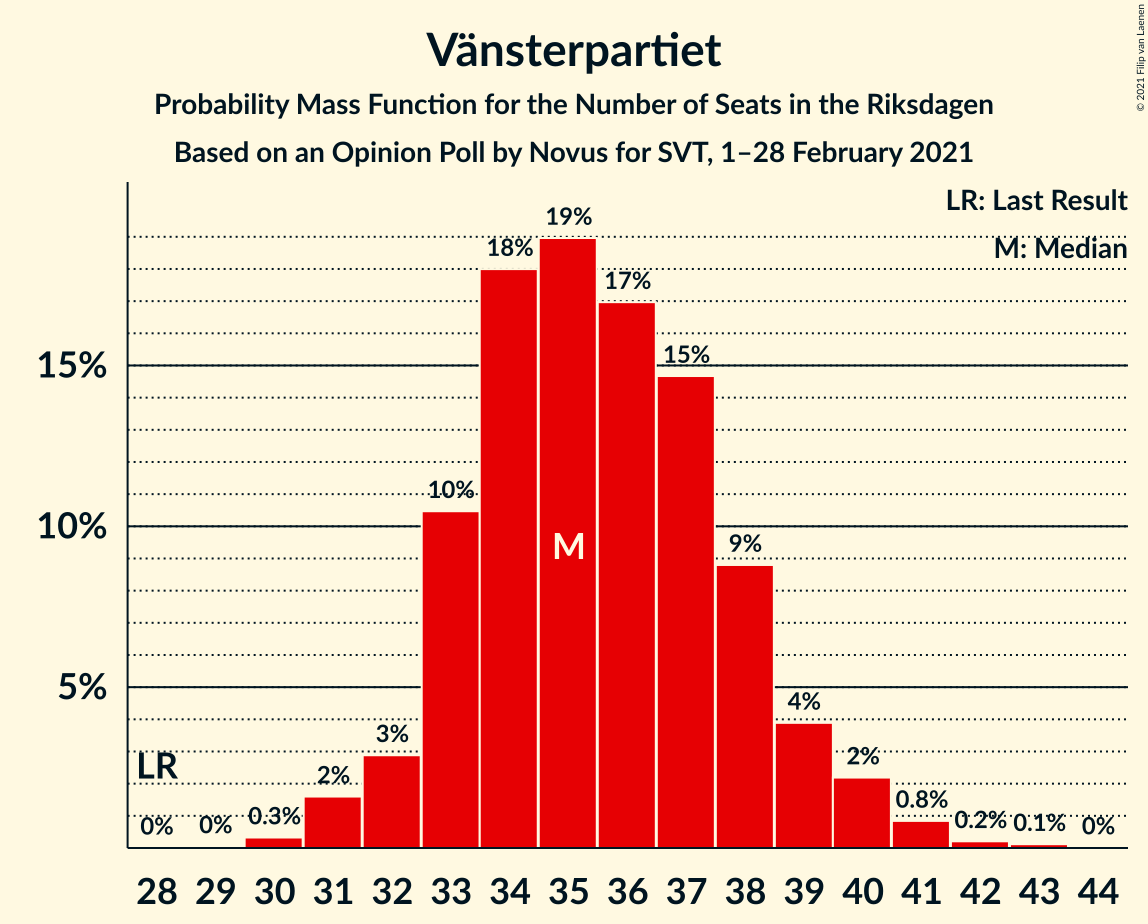 Vänsterpartiet
Probability Mass Function for the Number of Seats in the Riksdagen
Based on an Opinion Poll by Novus for SVT, 1–28 February 2021
© 2021 Filip van Laenen
LR: Last Result
M: Median
15%
10%
5%
LR
0%
0%
0.3%
2%
3%
10%
18%
19%
17%
15%
9%
4%
2%
0.8%
0.2%
0.1%
0%
M
28 29 30 31 32 33 34 35 36 37 38 39 40 41 42 43 44